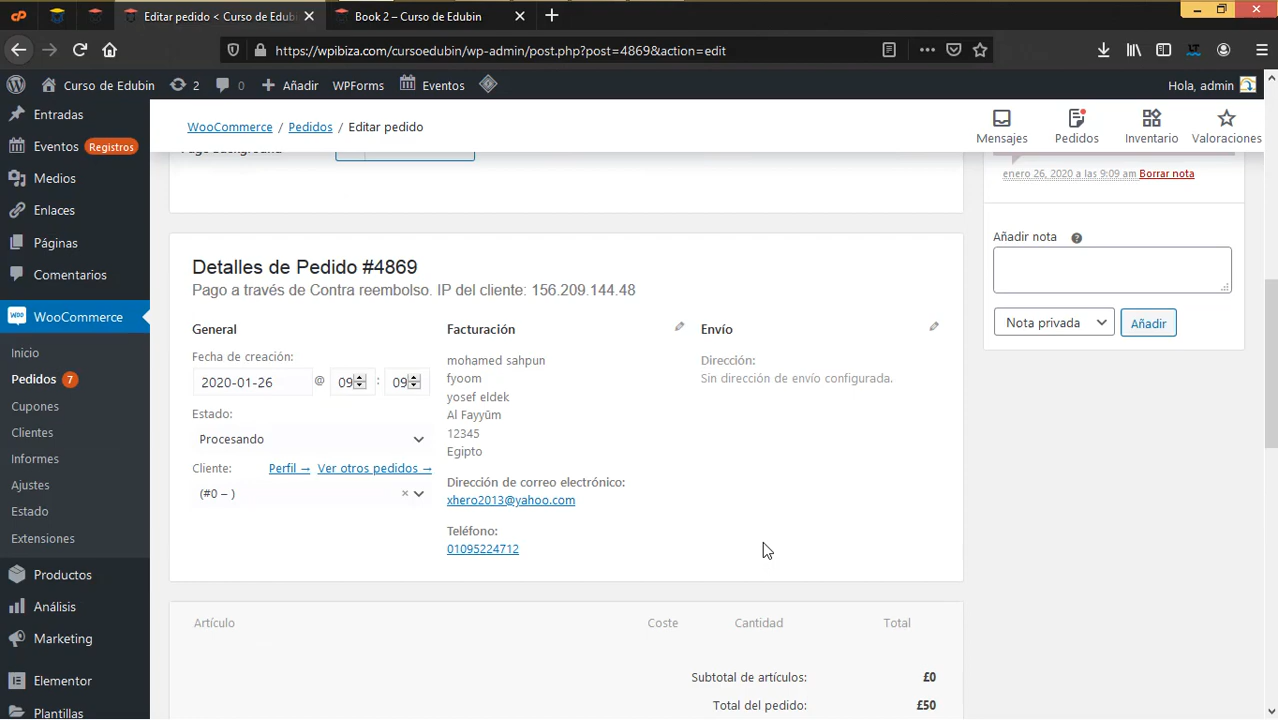 Editar pedido < Curso de Edubi
Book 2 – Curso de Edubin
https://wpibiza.com/cursoedubin/wp-admin/post.php?post=4869&action=edit
Curso de Edubin
2
0
Añadir
WPForms
Eventos
Hola, admin
Entradas
Eventos Registros
Medios
Enlaces
Páginas
Comentarios
WooCommerce
Inicio
Pedidos 7
Cupones
Clientes
Informes
Ajustes
Estado
Extensiones
Productos
Análisis
Marketing
Elementor
Plantillas
WooCommerce / Pedidos / Editar pedido
Mensajes
Pedidos
Inventario
Valoraciones
Page Background
enero 26, 2020 a las 9:09 am Borrar nota
Añadir nota
Nota privada
Añadir
Detalles de Pedido #4869
Pago a través de Contra reembolso. IP del cliente: 156.209.144.48
General
Fecha de creación:
2020-01-26 @ 09 : 09
Estado:
Procesando
Cliente: Perfil → Ver otros pedidos →
(#0 – ) ×
Facturación
mohamed sahpun
fyoom
yosef eldek
Al Fayyūm
12345
Egipto
Dirección de correo electrónico:
xhero2013@yahoo.com
Teléfono:
01095224712
Envío
Dirección:
Sin dirección de envío configurada.
Artículo Coste Cantidad Total
Subtotal de artículos: £0
Total del pedido: £50